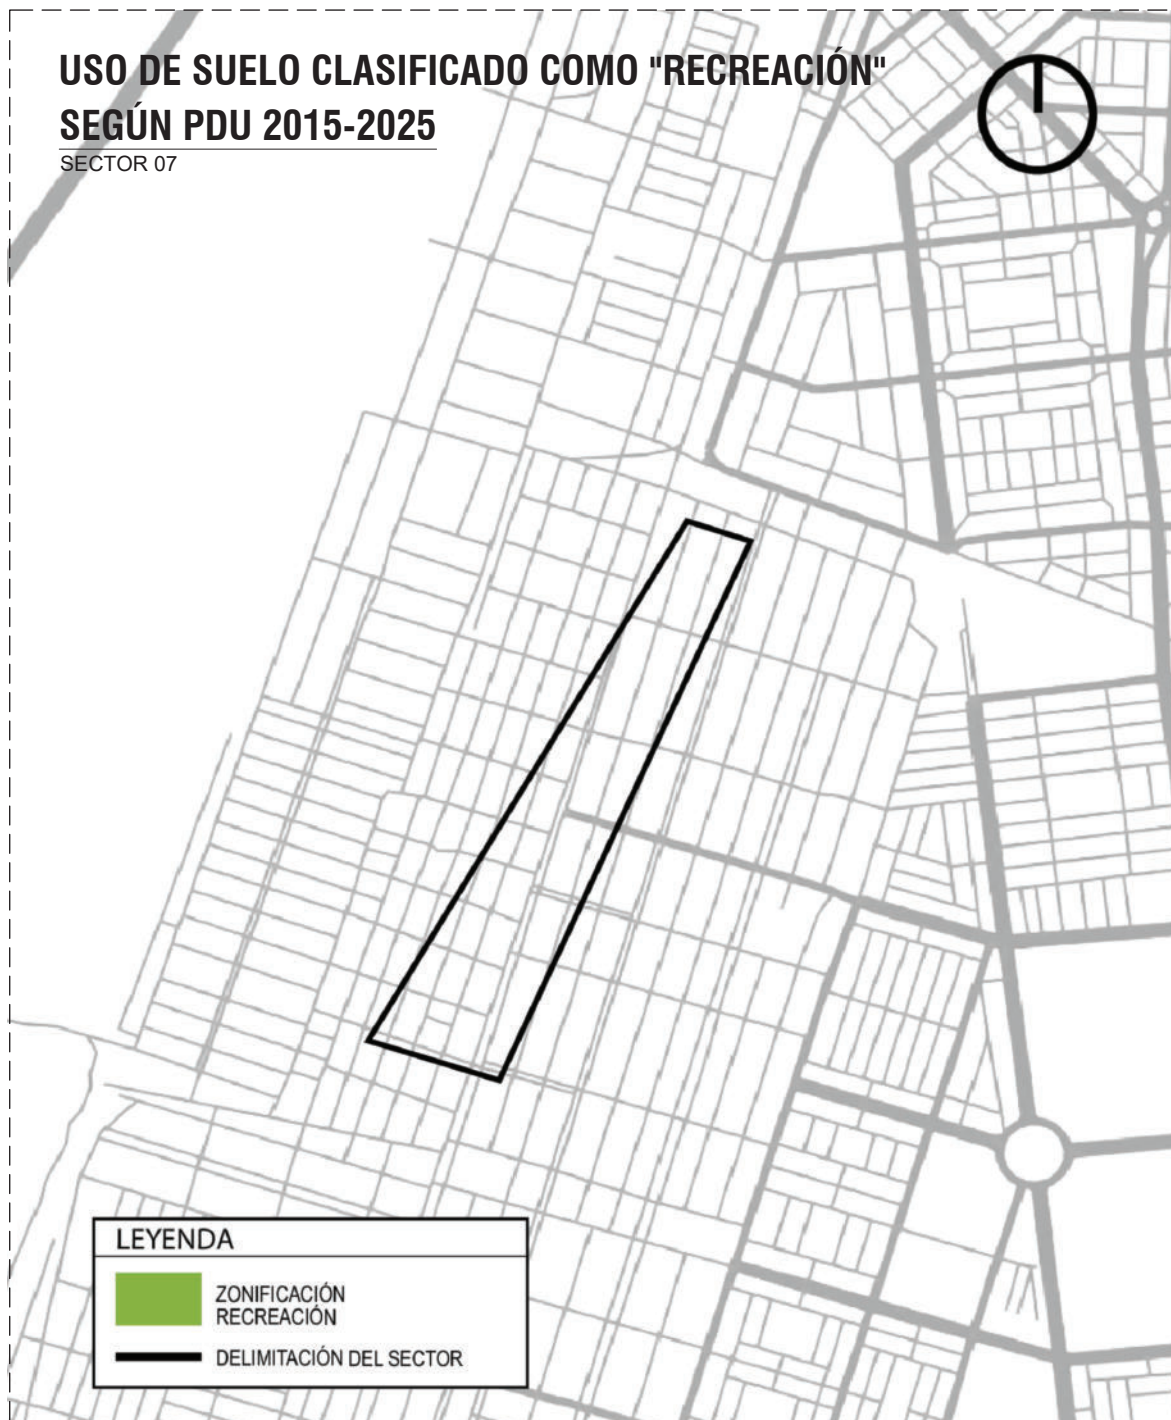 USO DE SUELO CLASIFICADO COMO "RECREACIÓN"
SEGÚN PDU 2015-2025
SECTOR 07
LEYENDA
ZONIFICACIÓN
RECREACIÓN
DELIMITACIÓN DEL SECTOR